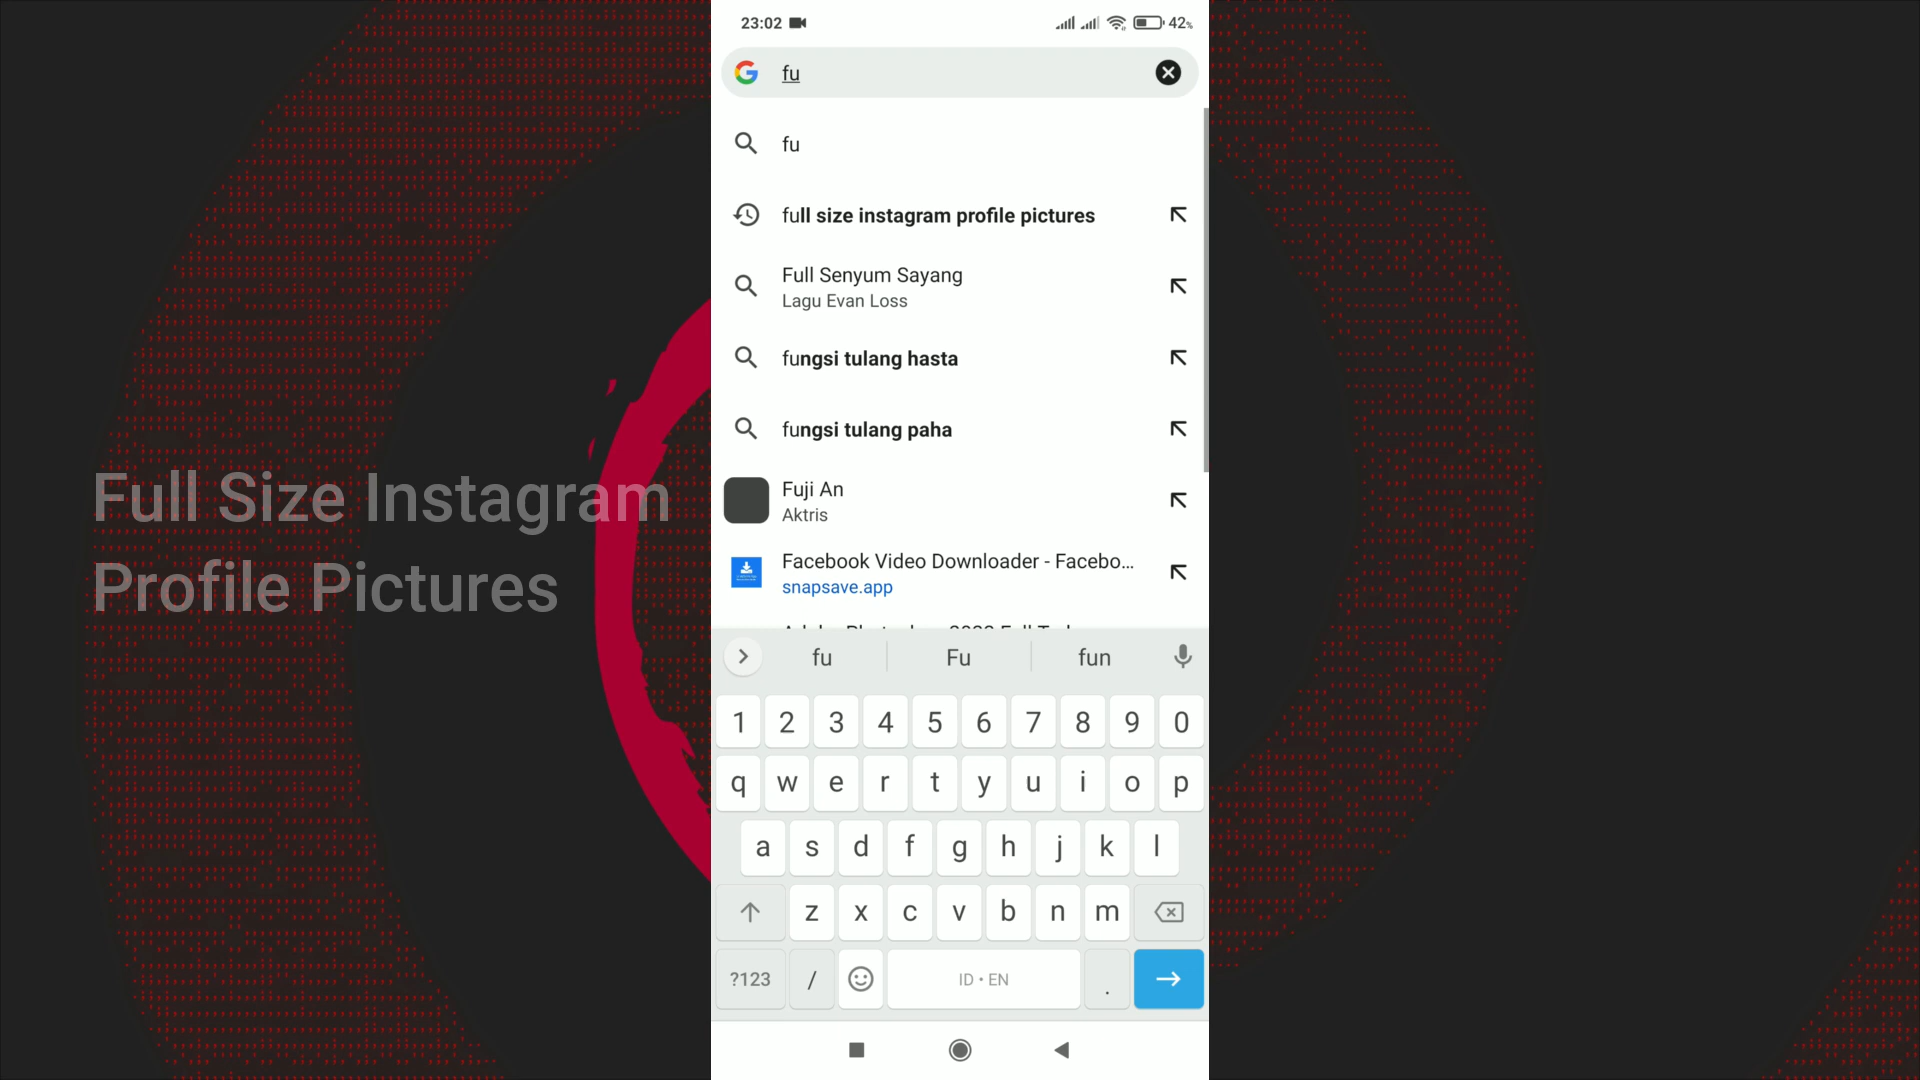 23:02
42%
fu
fu
full size instagram profile pictures
Full Senyum Sayang
Lagu Evan Loss
fungsi tulang hasta
fungsi tulang paha
Fuji An
Aktris
Facebook Video Downloader - Facebo...
snapsave.app
Full Size Instagram
Profile Pictures
fu Fu fun
1 2 3 4 5 6 7 8 9 0
q w e r t y u i o p
a s d f g h j k l
z x c v b n m
?123 / ID • EN .